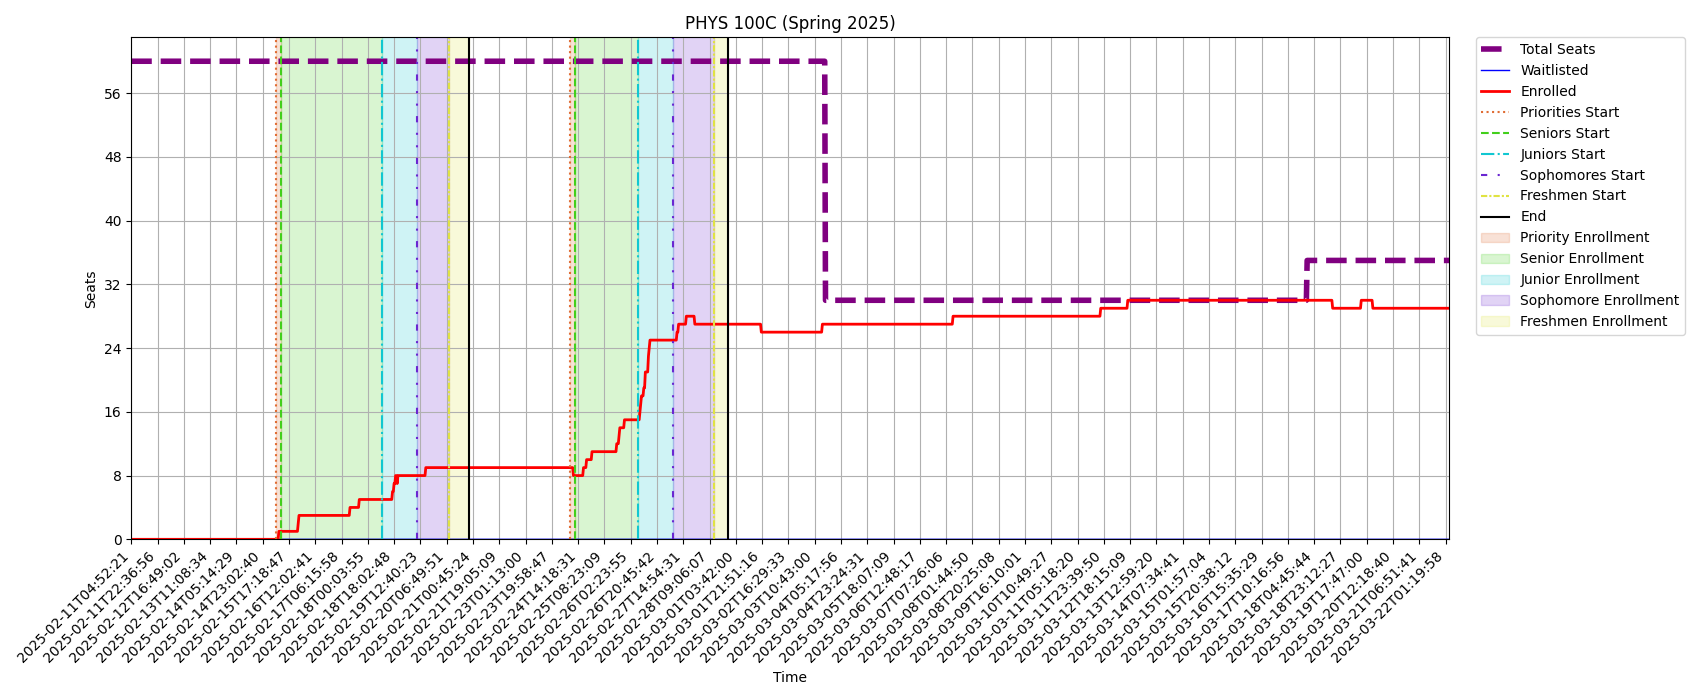 PHYS 100C (Spring 2025)
Seats
56
48
40
32
24
16
8
0
2025-02-11T04:52:21
2025-02-11T22:36:56
2025-02-12T16:49:02
2025-02-13T11:08:34
2025-02-14T05:14:29
2025-02-14T23:02:40
2025-02-15T17:18:47
2025-02-16T12:02:41
2025-02-17T06:15:58
2025-02-18T00:03:55
2025-02-18T18:02:48
2025-02-19T12:40:23
2025-02-20T06:49:51
2025-02-21T00:45:24
2025-02-21T19:05:09
2025-02-23T01:13:00
2025-02-23T19:58:47
2025-02-24T14:18:31
2025-02-25T08:23:09
2025-02-26T02:23:55
2025-02-26T20:45:42
2025-02-27T14:54:31
2025-02-28T09:06:07
2025-03-01T03:42:00
2025-03-01T21:51:16
2025-03-02T16:29:33
2025-03-03T10:43:00
2025-03-04T05:17:56
2025-03-04T23:24:31
2025-03-05T18:07:09
2025-03-06T12:48:17
2025-03-07T07:26:06
2025-03-08T01:44:50
2025-03-08T20:25:08
2025-03-09T16:10:01
2025-03-10T10:49:27
2025-03-11T05:18:20
2025-03-11T23:39:50
2025-03-12T18:15:09
2025-03-13T12:59:20
2025-03-14T07:34:41
2025-03-15T01:57:04
2025-03-15T20:38:12
2025-03-16T15:35:29
2025-03-17T10:16:56
2025-03-18T04:45:44
2025-03-18T23:12:27
2025-03-19T17:47:00
2025-03-20T12:18:40
2025-03-21T06:51:41
2025-03-22T01:19:58
Time
Total Seats
Waitlisted
Enrolled
Priorities Start
Seniors Start
Juniors Start
Sophomores Start
Freshmen Start
End
Priority Enrollment
Senior Enrollment
Junior Enrollment
Sophomore Enrollment
Freshmen Enrollment